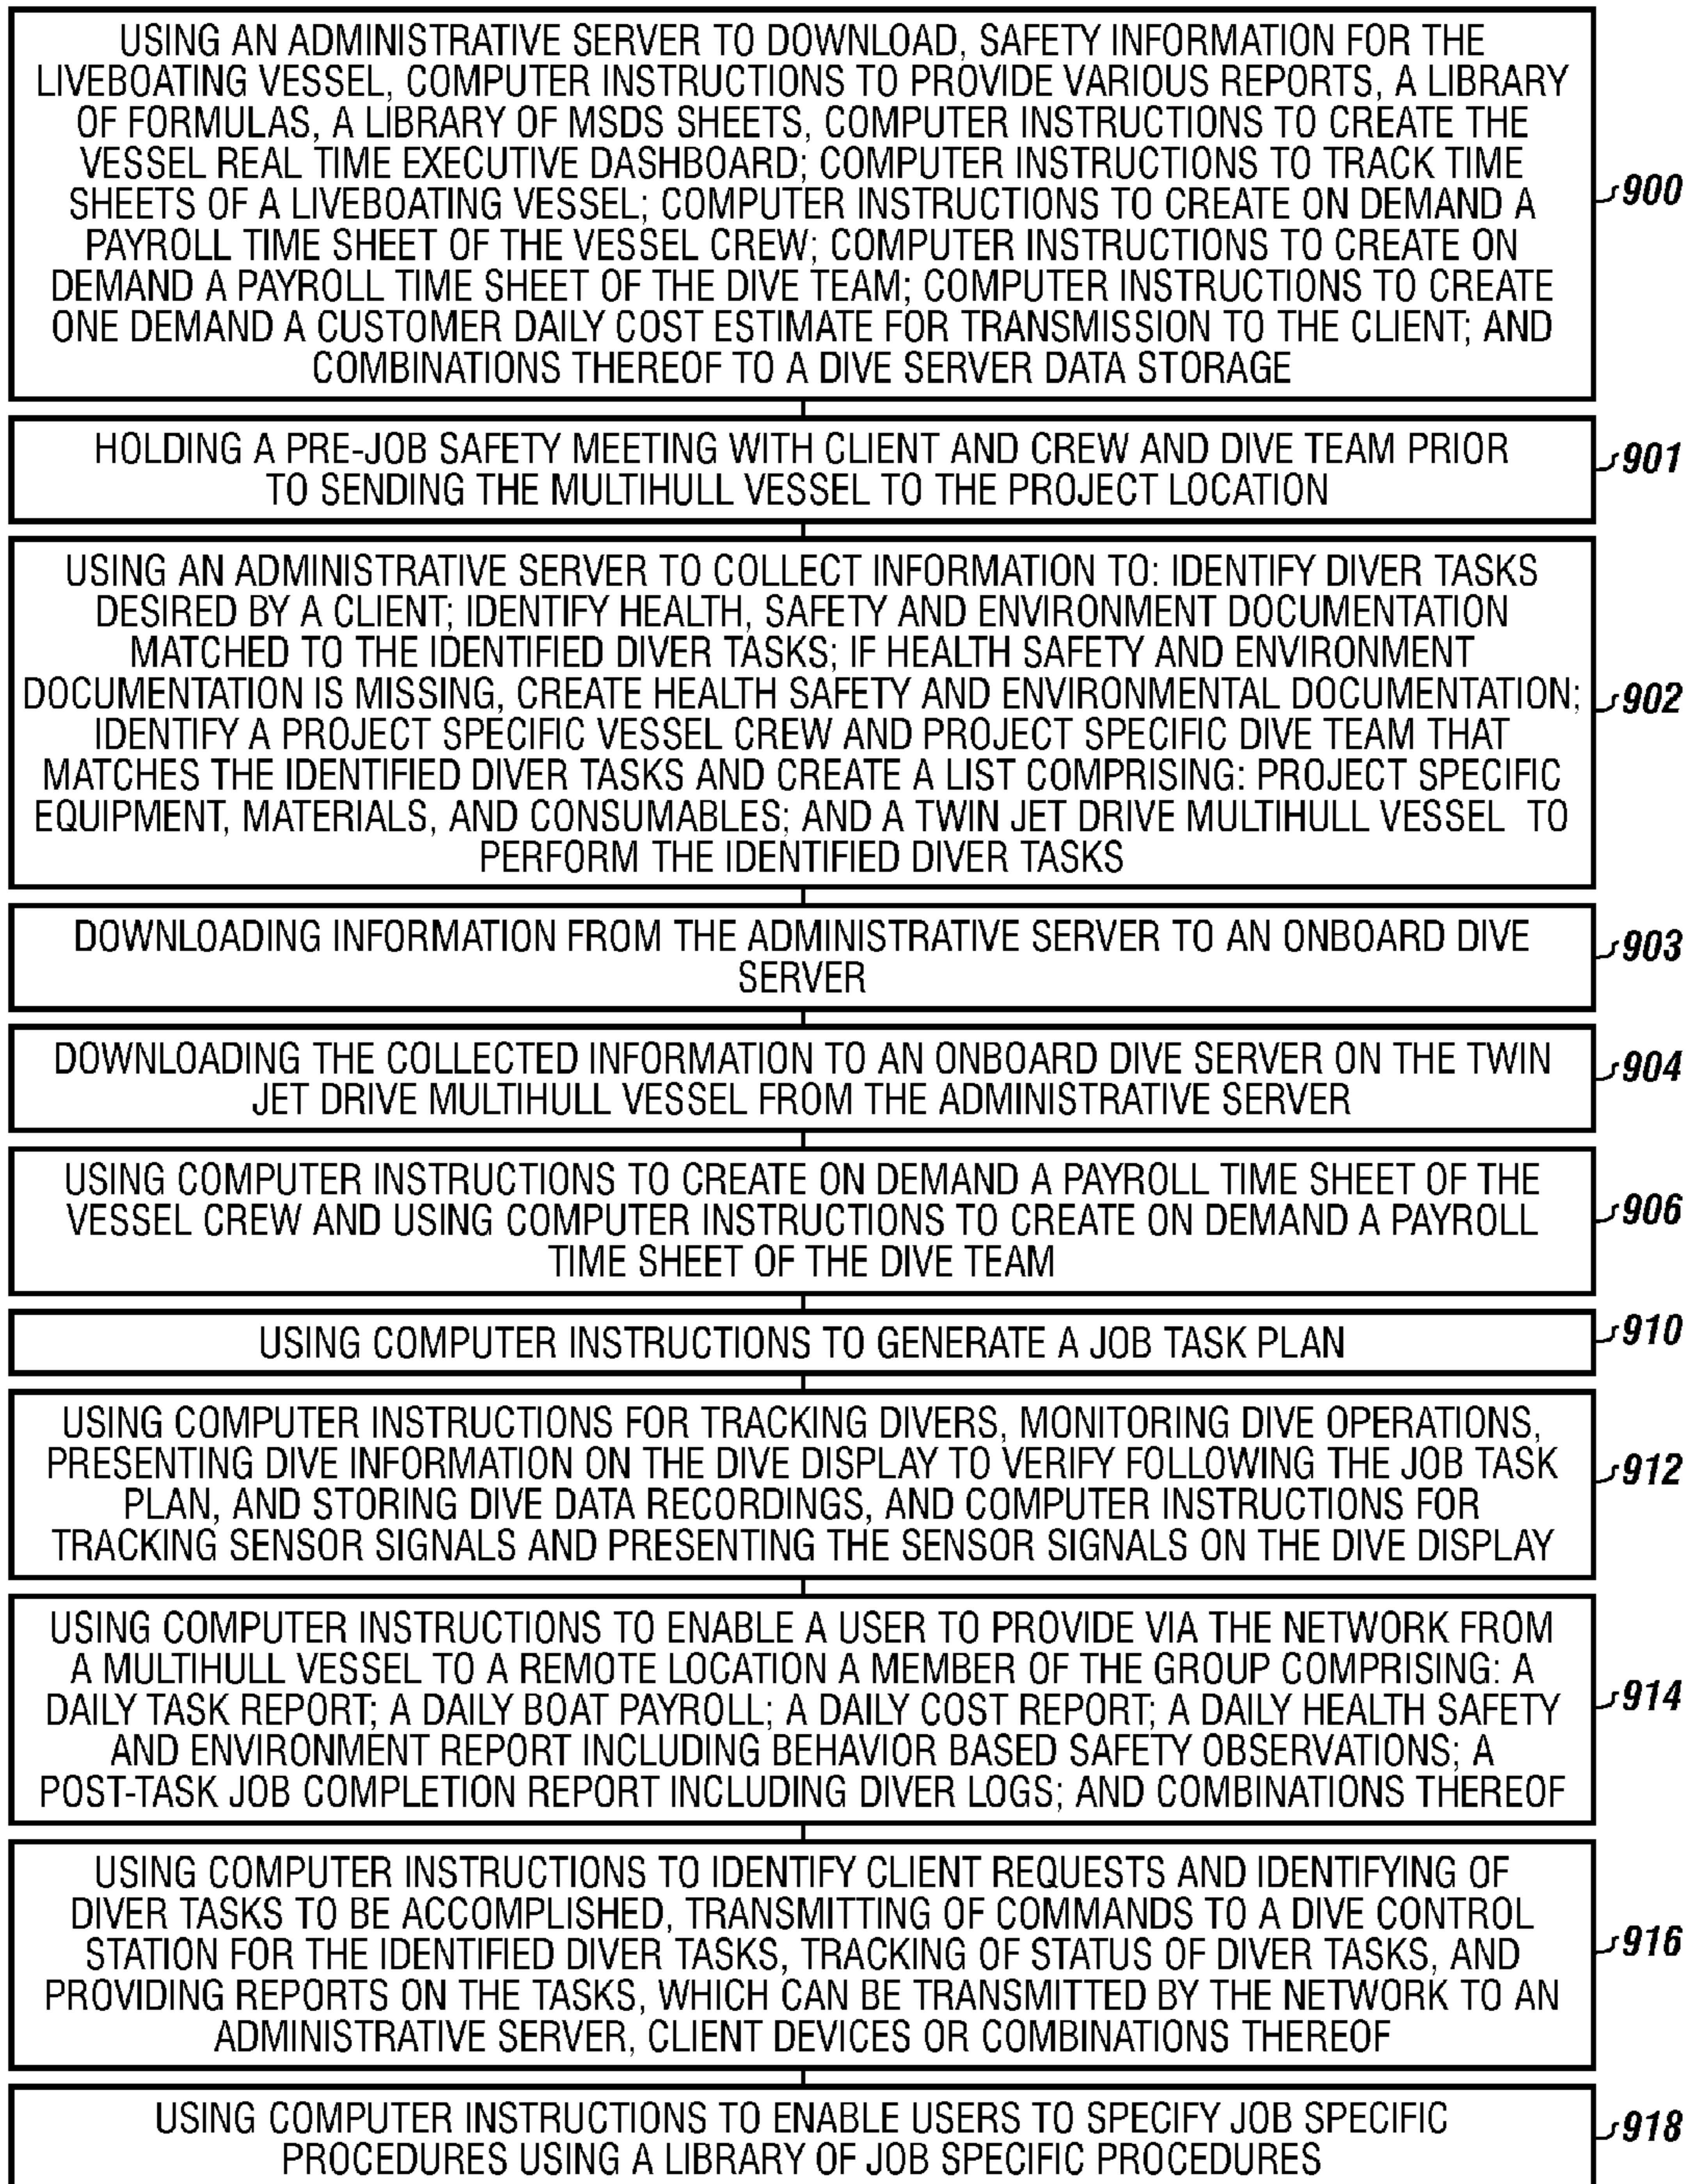 USING AN ADMINISTRATIVE SERVER TO DOWNLOAD, SAFETY INFORMATION FOR THE
LIVEBOATING VESSEL, COMPUTER INSTRUCTIONS TO PROVIDE VARIOUS REPORTS, A LIBRARY
OF FORMULAS, A LIBRARY OF MSDS SHEETS, COMPUTER INSTRUCTIONS TO CREATE THE
VESSEL REAL TIME EXECUTIVE DASHBOARD; COMPUTER INSTRUCTIONS TO TRACK TIME
SHEETS OF A LIVEBOATING VESSEL; COMPUTER INSTRUCTIONS TO CREATE ON DEMAND A
PAYROLL TIME SHEET OF THE VESSEL CREW; COMPUTER INSTRUCTIONS TO CREATE ON
DEMAND A PAYROLL TIME SHEET OF THE DIVE TEAM; COMPUTER INSTRUCTIONS TO CREATE
ONE DEMAND A CUSTOMER DAILY COST ESTIMATE FOR TRANSMISSION TO THE CLIENT; AND
COMBINATIONS THEREOF TO A DIVE SERVER DATA STORAGE
900
HOLDING A PRE-JOB SAFETY MEETING WITH CLIENT AND CREW AND DIVE TEAM PRIOR
TO SENDING THE MULTIHULL VESSEL TO THE PROJECT LOCATION
901
USING AN ADMINISTRATIVE SERVER TO COLLECT INFORMATION TO: IDENTIFY DIVER TASKS
DESIRED BY A CLIENT; IDENTIFY HEALTH, SAFETY AND ENVIRONMENT DOCUMENTATION
MATCHED TO THE IDENTIFIED DIVER TASKS; IF HEALTH SAFETY AND ENVIRONMENT
DOCUMENTATION IS MISSING, CREATE HEALTH SAFETY AND ENVIRONMENTAL DOCUMENTATION;
IDENTIFY A PROJECT SPECIFIC VESSEL CREW AND PROJECT SPECIFIC DIVE TEAM THAT
MATCHES THE IDENTIFIED DIVER TASKS AND CREATE A LIST COMPRISING: PROJECT SPECIFIC
EQUIPMENT, MATERIALS, AND CONSUMABLES; AND A TWIN JET DRIVE MULTIHULL VESSEL TO
PERFORM THE IDENTIFIED DIVER TASKS
902
DOWNLOADING INFORMATION FROM THE ADMINISTRATIVE SERVER TO AN ONBOARD DIVE
SERVER
903
DOWNLOADING THE COLLECTED INFORMATION TO AN ONBOARD DIVE SERVER ON THE TWIN
JET DRIVE MULTIHULL VESSEL FROM THE ADMINISTRATIVE SERVER
904
USING COMPUTER INSTRUCTIONS TO CREATE ON DEMAND A PAYROLL TIME SHEET OF THE
VESSEL CREW AND USING COMPUTER INSTRUCTIONS TO CREATE ON DEMAND A PAYROLL
TIME SHEET OF THE DIVE TEAM
906
USING COMPUTER INSTRUCTIONS TO GENERATE A JOB TASK PLAN
910
USING COMPUTER INSTRUCTIONS FOR TRACKING DIVERS, MONITORING DIVE OPERATIONS,
PRESENTING DIVE INFORMATION ON THE DIVE DISPLAY TO VERIFY FOLLOWING THE JOB TASK
PLAN, AND STORING DIVE DATA RECORDINGS, AND COMPUTER INSTRUCTIONS FOR
TRACKING SENSOR SIGNALS AND PRESENTING THE SENSOR SIGNALS ON THE DIVE DISPLAY
912
USING COMPUTER INSTRUCTIONS TO ENABLE A USER TO PROVIDE VIA THE NETWORK FROM
A MULTIHULL VESSEL TO A REMOTE LOCATION A MEMBER OF THE GROUP COMPRISING: A
DAILY TASK REPORT; A DAILY BOAT PAYROLL; A DAILY COST REPORT; A DAILY HEALTH SAFETY
AND ENVIRONMENT REPORT INCLUDING BEHAVIOR BASED SAFETY OBSERVATIONS; A
POST-TASK JOB COMPLETION REPORT INCLUDING DIVER LOGS; AND COMBINATIONS THEREOF
914
USING COMPUTER INSTRUCTIONS TO IDENTIFY CLIENT REQUESTS AND IDENTIFYING OF
DIVER TASKS TO BE ACCOMPLISHED, TRANSMITTING OF COMMANDS TO A DIVE CONTROL
STATION FOR THE IDENTIFIED DIVER TASKS, TRACKING OF STATUS OF DIVER TASKS, AND
PROVIDING REPORTS ON THE TASKS, WHICH CAN BE TRANSMITTED BY THE NETWORK TO AN
ADMINISTRATIVE SERVER, CLIENT DEVICES OR COMBINATIONS THEREOF
916
USING COMPUTER INSTRUCTIONS TO ENABLE USERS TO SPECIFY JOB SPECIFIC
PROCEDURES USING A LIBRARY OF JOB SPECIFIC PROCEDURES
918